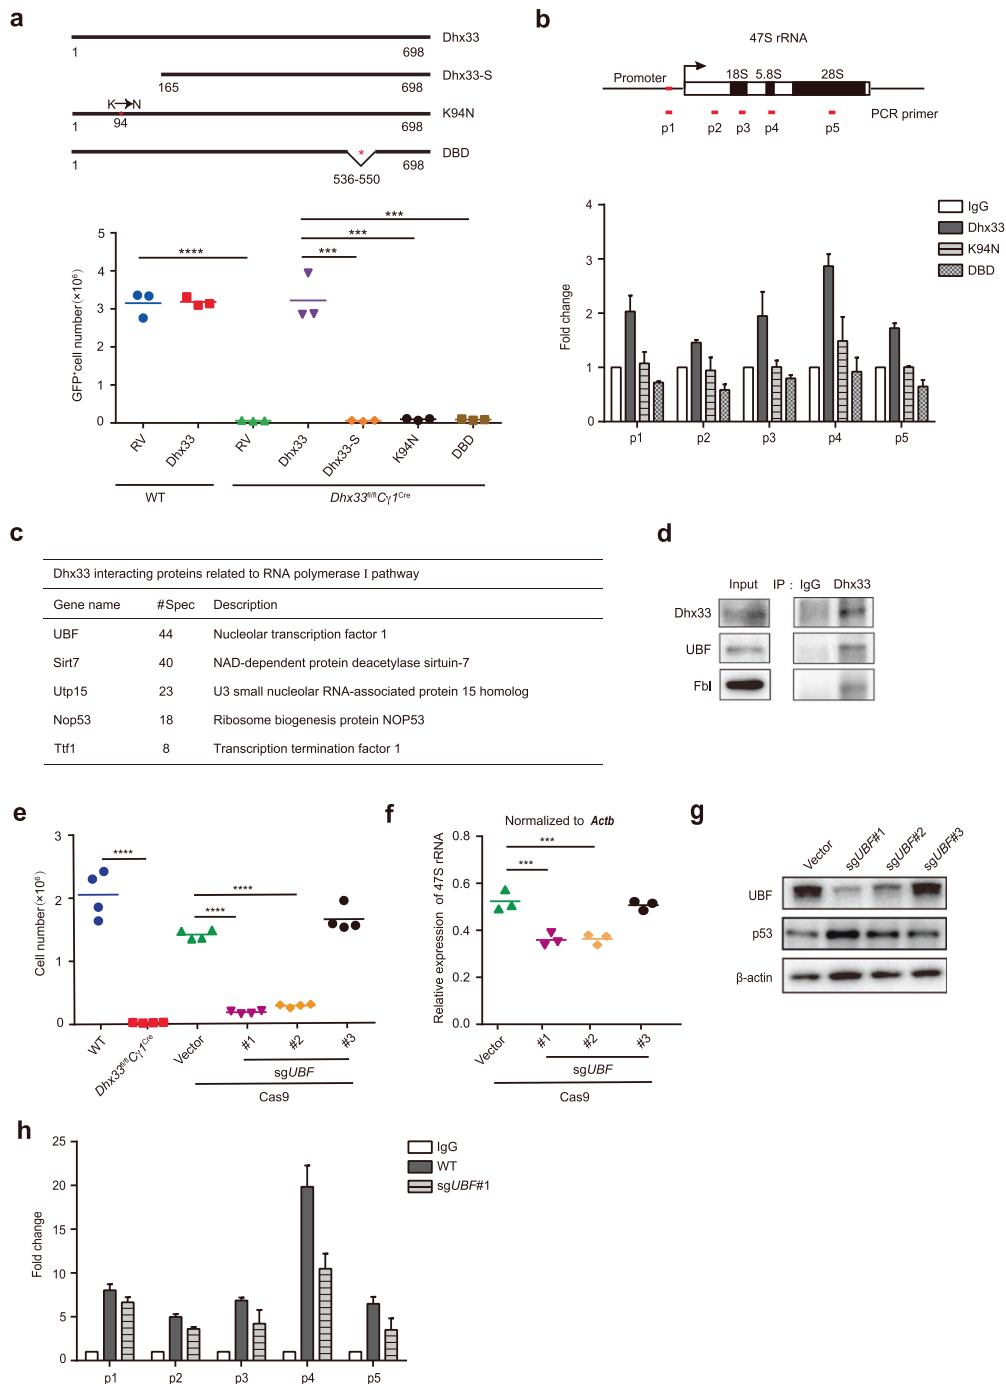 a
Dhx33
1 698
Dhx33-S
165 698
K→N
94
K94N
1 698
DBD
*
1 698
536-550
GFP⁺cell number(×10⁶)
5
4
3
2
1
0
****
***
***
***
RV
Dhx33
RV
Dhx33
Dhx33-S
K94N
DBD
WT
Dhx33fl/flCγ1Cre
b
47S rRNA
Promoter
18S 5.8S 28S
PCR primer
p1 p2 p3 p4 p5
IgG
Dhx33
K94N
DBD
Fold change
4
3
2
1
0
p1 p2 p3 p4 p5
c
Dhx33 interacting proteins related to RNA polymerase I pathway
Gene name #Spec Description
UBF 44 Nucleolar transcription factor 1
Sirt7 40 NAD-dependent protein deacetylase sirtuin-7
Utp15 23 U3 small nucleolar RNA-associated protein 15 homolog
Nop53 18 Ribosome biogenesis protein NOP53
Ttf1 8 Transcription termination factor 1
d
Input IP : IgG Dhx33
Dhx33
UBF
Fbl
e
Cell number(×10⁶)
3
2
1
0
****
****
****
WT
Dhx33fl/flCγ1Cre
Vector
#1
#2
#3
sgUBF
Cas9
f
Normalized to Actb
Relative expression of 47S rRNA
0.8
0.6
0.4
0.2
0.0
***
***
Vector
#1
#2
#3
sgUBF
Cas9
g
Vector
sgUBF#1
sgUBF#2
sgUBF#3
UBF
p53
β-actin
h
IgG
WT
sgUBF#1
Fold change
25
20
15
10
5
0
p1 p2 p3 p4 p5